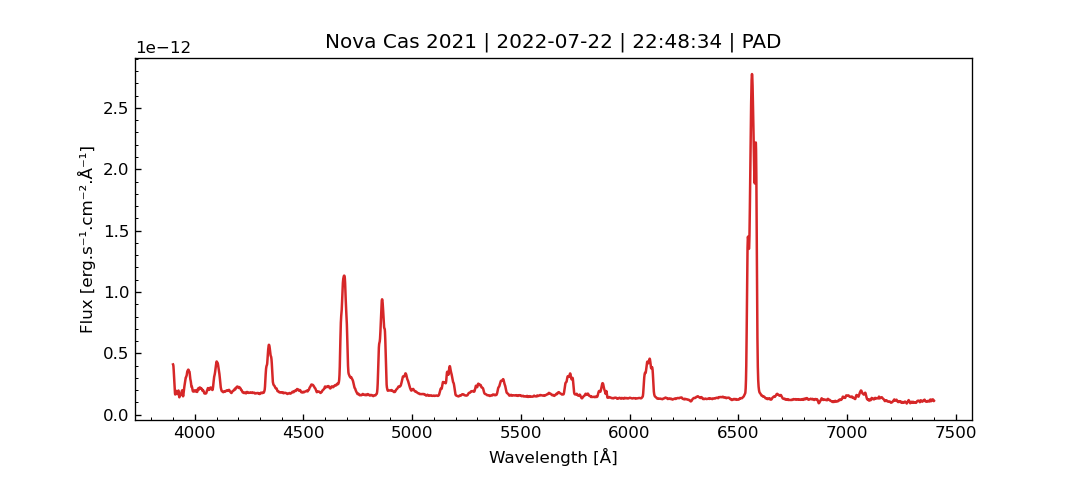 Nova Cas 2021 | 2022-07-22 | 22:48:34 | PAD
1e−12
2.5
2.0
1.5
1.0
0.5
0.0
Flux [erg.s⁻¹.cm⁻².Å⁻¹]
4000 4500 5000 5500 6000 6500 7000 7500
Wavelength [Å]